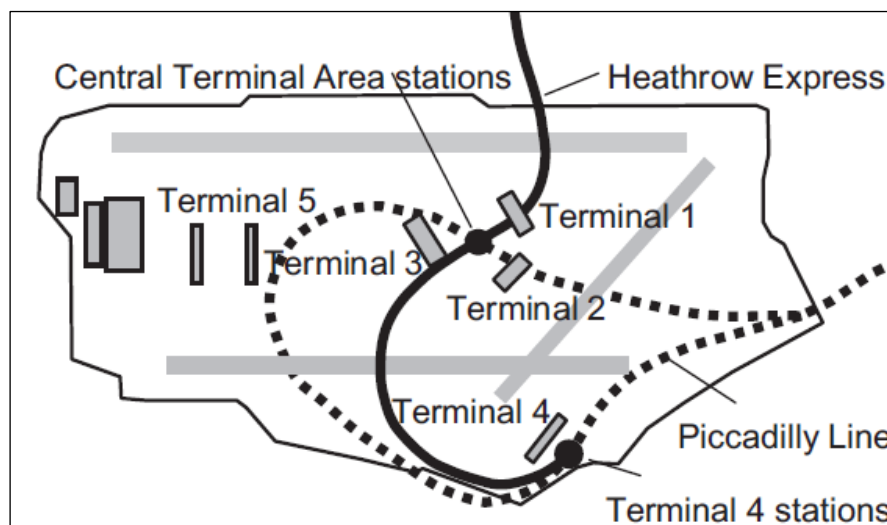 Central Terminal Area stations
Heathrow Express
Terminal 5
Terminal 1
Terminal 3
Terminal 2
Terminal 4
Piccadilly Line
Terminal 4 stations